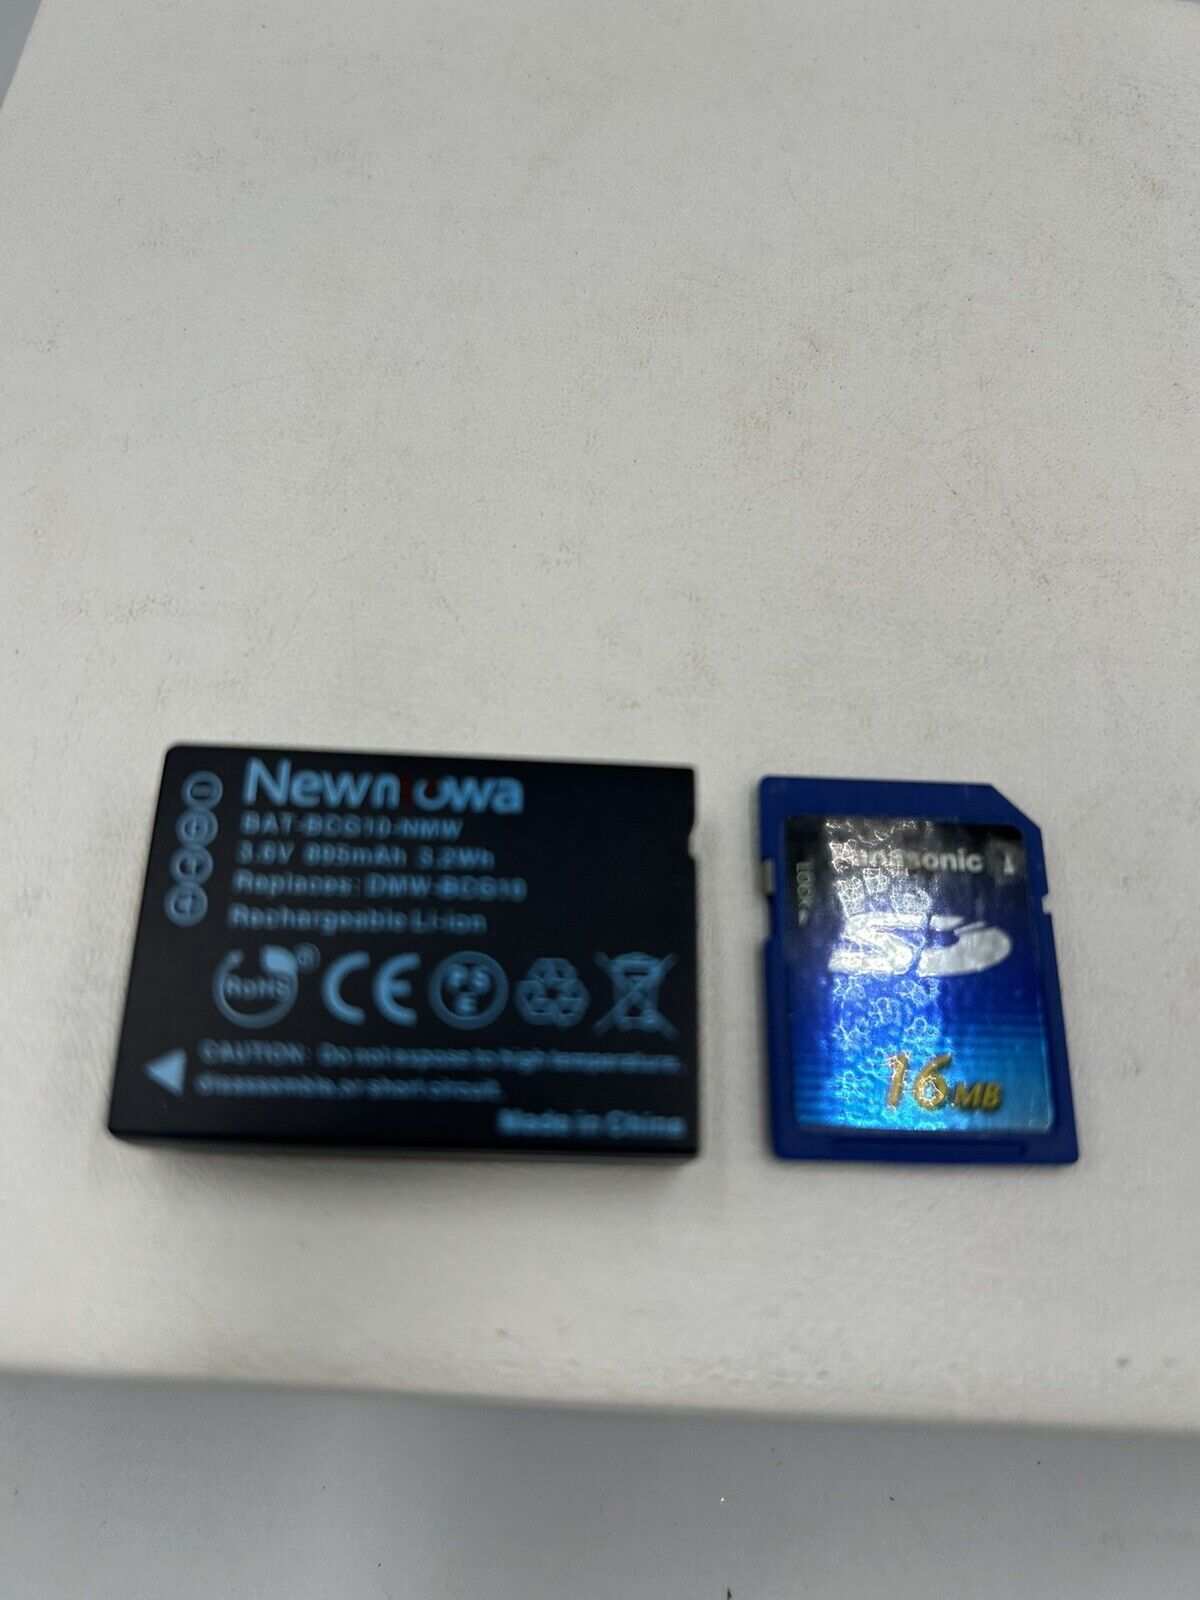 Newmowa
BAT-BCG10-NMW
3.6V 895mAh 3.2Wh
Replaces: DMW-BCG10
Rechargeable Li-ion
RoHS
CE
PS
E
CAUTION: Do not expose to high temperature,
disassemble, or short circuit.
Made in China
Panasonic
LOCK
SD
16MB